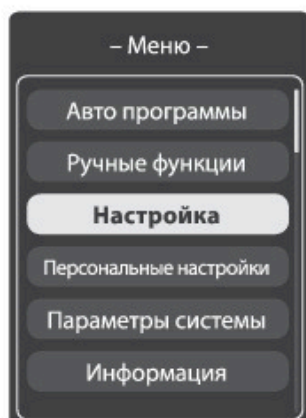 – Меню –
Авто программы
Ручные функции
Настройка
Персональные настройки
Параметры системы
Информация